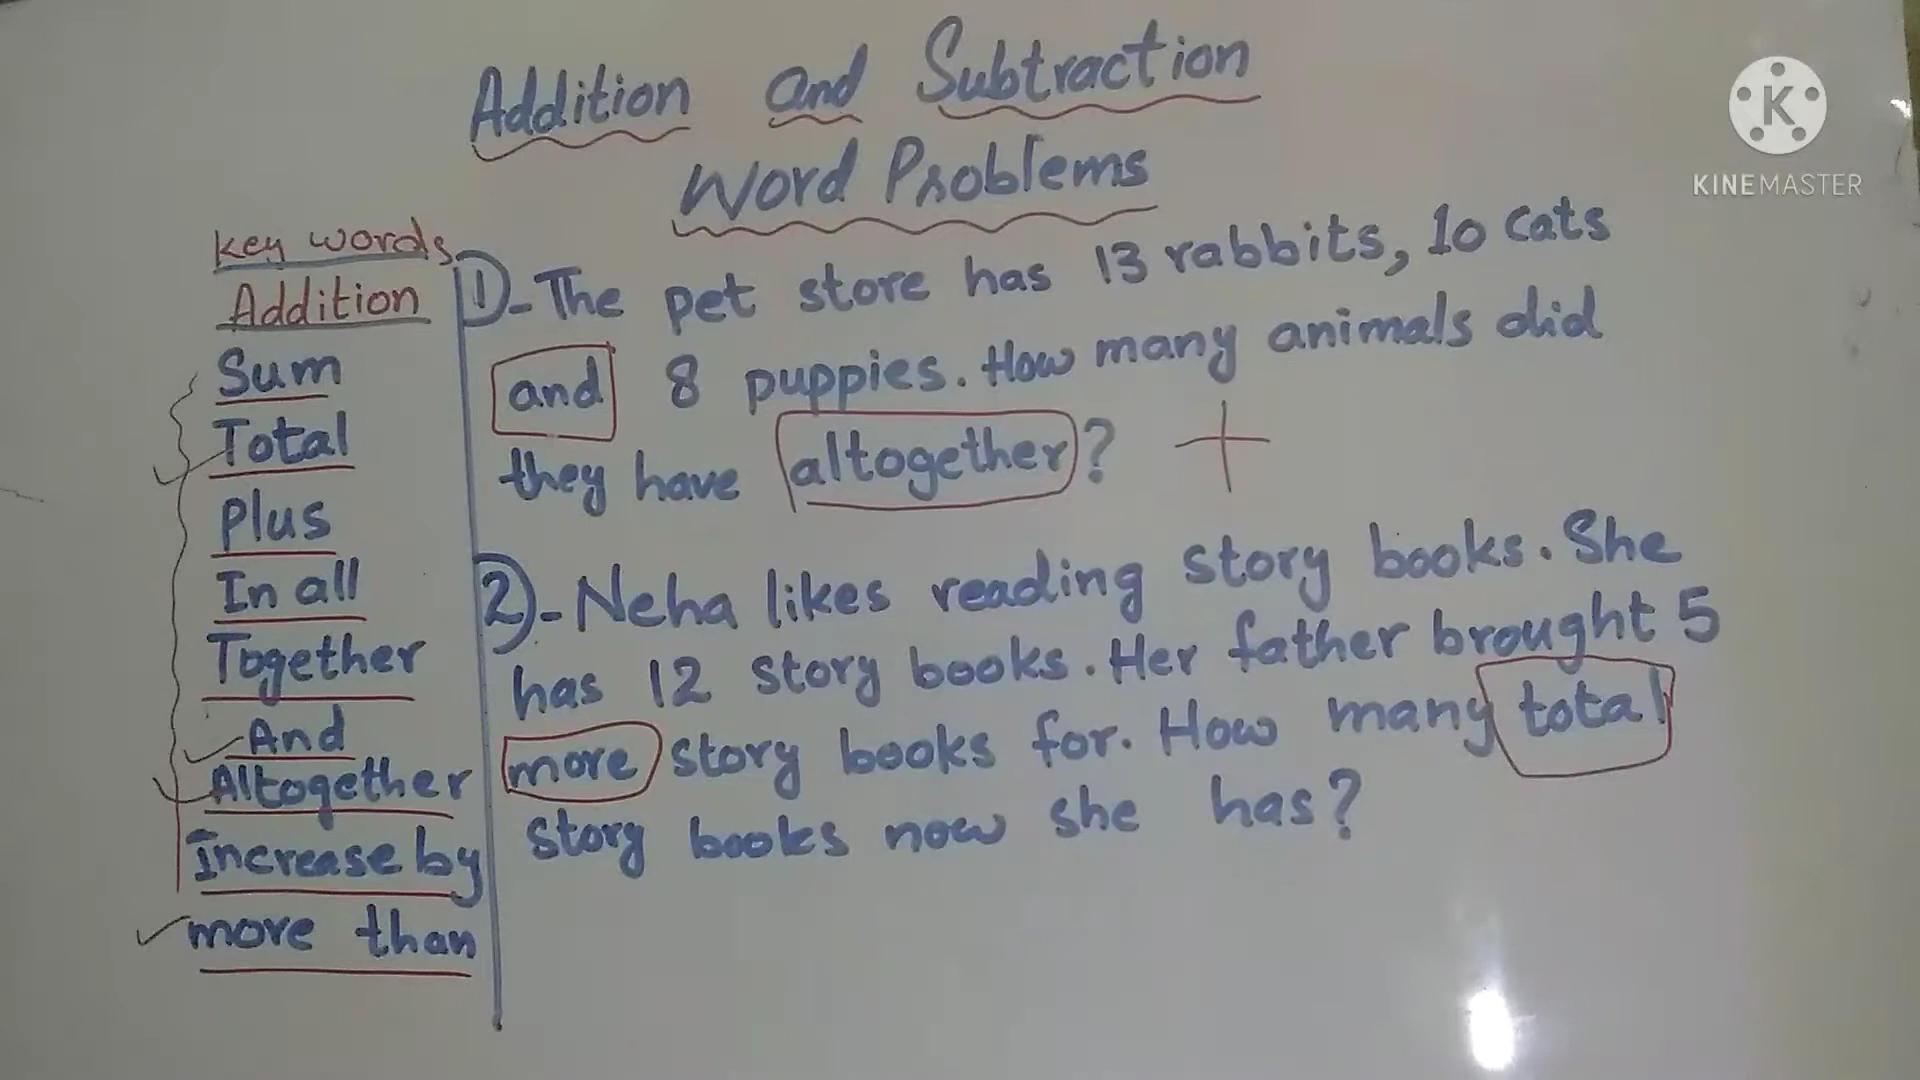 Addition and Subtraction
Word Problems
KINEMASTER
key words
Addition
Sum
Total
Plus
In all
Together
And
Altogether
Increase by
more than
1)-The pet store has 13 rabbits, 10 cats
and 8 puppies. How many animals did
they have altogether? +
2)-Neha likes reading story books. She
has 12 story books. Her father brought 5
more story books for. How many total
story books now she has?